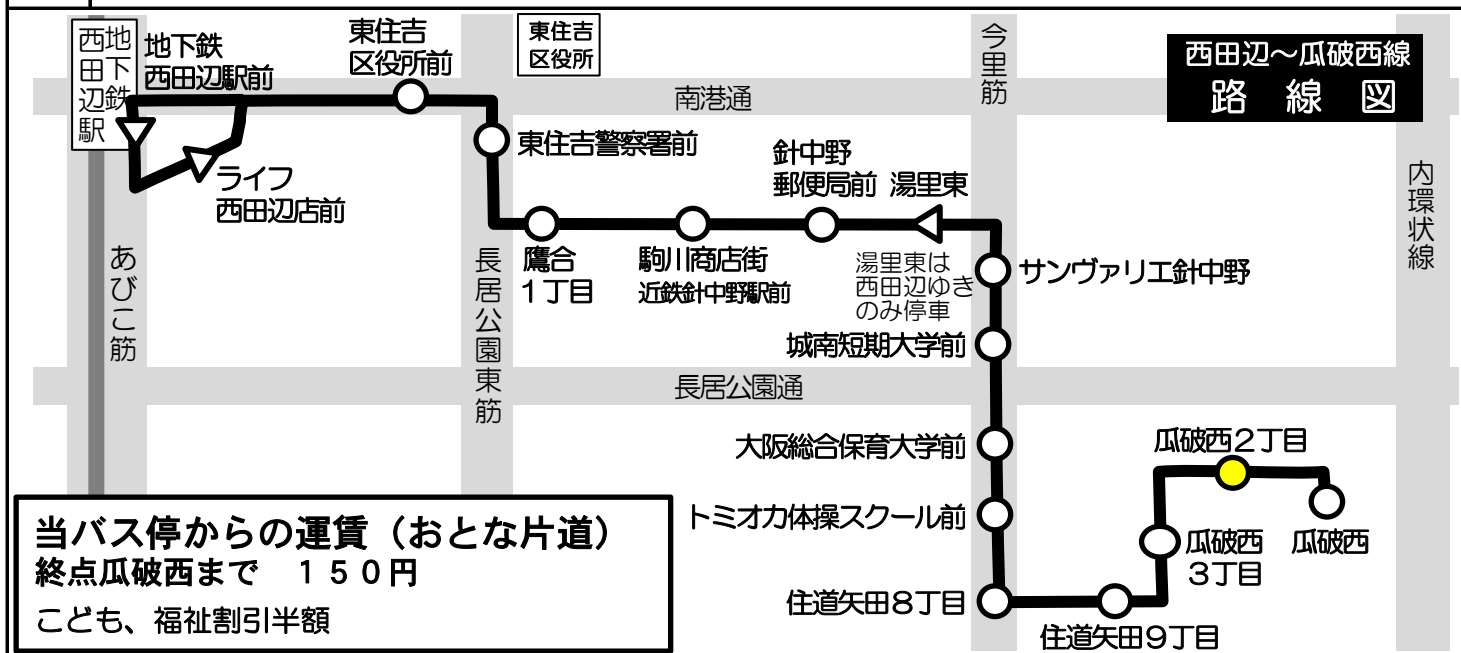 地下鉄
西田辺駅
地下鉄
西田辺駅前
東住吉
区役所前
東住吉
区役所
今里筋
西田辺～瓜破西線
路線図
南港通
東住吉警察署前
ライフ
西田辺店前
針中野
郵便局前
湯里東
内環状線
あびこ筋
長居公園東筋
鷹合
１丁目
駒川商店街
近鉄針中野駅前
湯里東は
西田辺ゆき
のみ停車
サンヴァリエ針中野
城南短期大学前
長居公園通
大阪総合保育大学前
瓜破西２丁目
トミオカ体操スクール前
瓜破西
３丁目
瓜破西
住道矢田８丁目
住道矢田９丁目
当バス停からの運賃（おとな片道）
終点瓜破西まで　１５０円
こども、福祉割引半額